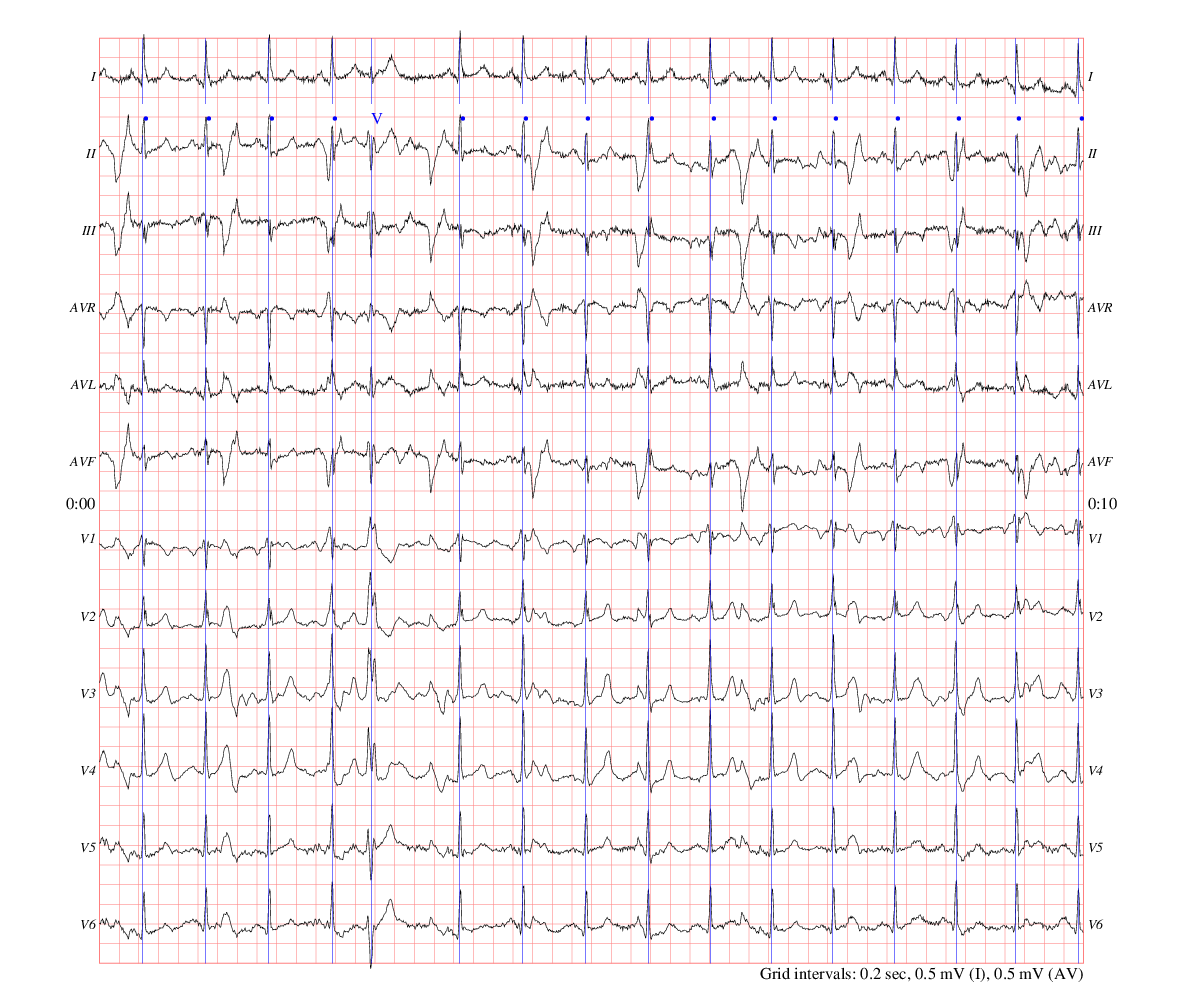 I I
V
II II
III III
AVR AVR
AVL AVL
AVF AVF
0:00 0:10
V1 V1
V2 V2
V3 V3
V4 V4
V5 V5
V6 V6
Grid intervals: 0.2 sec, 0.5 mV (I), 0.5 mV (AV)